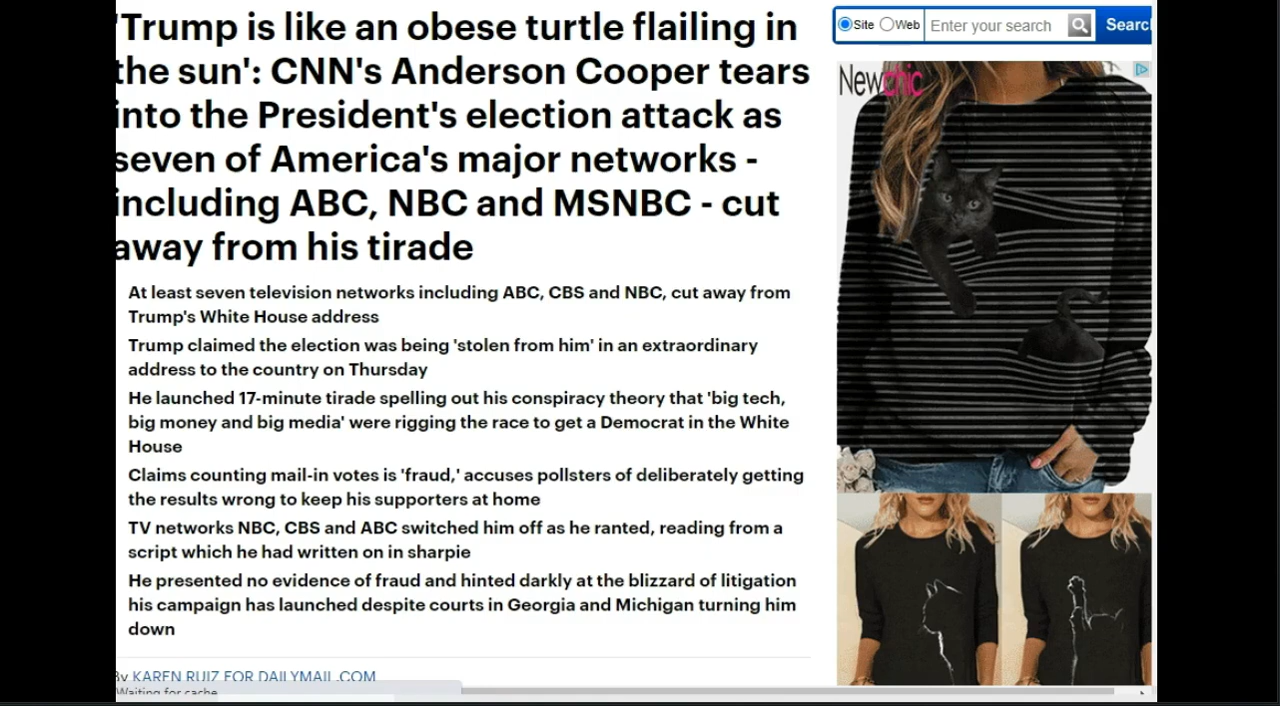 'Trump is like an obese turtle flailing in
the sun': CNN's Anderson Cooper tears
into the President's election attack as
seven of America's major networks -
including ABC, NBC and MSNBC - cut
away from his tirade
At least seven television networks including ABC, CBS and NBC, cut away from
Trump's White House address
Trump claimed the election was being 'stolen from him' in an extraordinary
address to the country on Thursday
He launched 17-minute tirade spelling out his conspiracy theory that 'big tech,
big money and big media' were rigging the race to get a Democrat in the White
House
Claims counting mail-in votes is 'fraud,' accuses pollsters of deliberately getting
the results wrong to keep his supporters at home
TV networks NBC, CBS and ABC switched him off as he ranted, reading from a
script which he had written on in sharpie
He presented no evidence of fraud and hinted darkly at the blizzard of litigation
his campaign has launched despite courts in Georgia and Michigan turning him
down
By KAREN RUIZ FOR DAILYMAIL.COM
Waiting for cache
Site Web Enter your search Search
Newchic